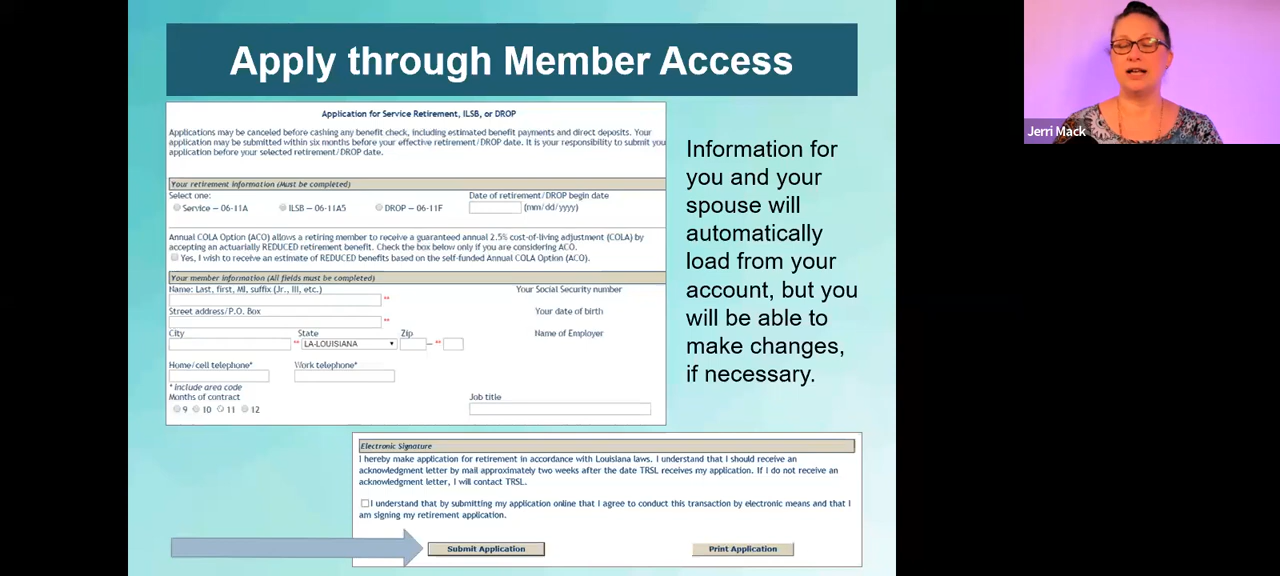 Apply through Member Access
Jerri Mack
Application for Service Retirement, ILSB, or DROP
Applications may be canceled before cashing any benefit check, including estimated benefit payments and direct deposits. Your
application may be submitted within six months before your effective retirement/DROP date. It is your responsibility to submit you
application before your selected retirement/DROP date.
Your retirement information (Must be completed)
Select one:
Date of retirement/DROP begin date
Service — 06-11A
ILSB — 06-11A5
DROP — 06-11F
(mm/dd/yyyy)
Annual COLA Option (ACO) allows a retiring member to receive a guaranteed annual 2.5% cost-of-living adjustment (COLA) by
accepting an actuarially REDUCED retirement benefit. Check the box below only if you are considering ACO.
Yes, I wish to receive an estimate of REDUCED benefits based on the self-funded Annual COLA Option (ACO).
Your member information (All fields must be completed)
Name: Last, first, MI, suffix (Jr., III, etc.)
Your Social Security number
**
Street address/P.O. Box
Your date of birth
**
City
State
Zip
Name of Employer
** LA-LOUISIANA
– **
Home/cell telephone*
Work telephone*
* Include area code
Months of contract
Job title
9 10 11 12
Information for
you and your
spouse will
automatically
load from your
account, but you
will be able to
make changes,
if necessary.
Electronic Signature
I hereby make application for retirement in accordance with Louisiana laws. I understand that I should receive an
acknowledgment letter by mail approximately two weeks after the date TRSL receives my application. If I do not receive an
acknowledgment letter, I will contact TRSL.
I understand that by submitting my application online that I agree to conduct this transaction by electronic means and that I
am signing my retirement application.
Submit Application
Print Application